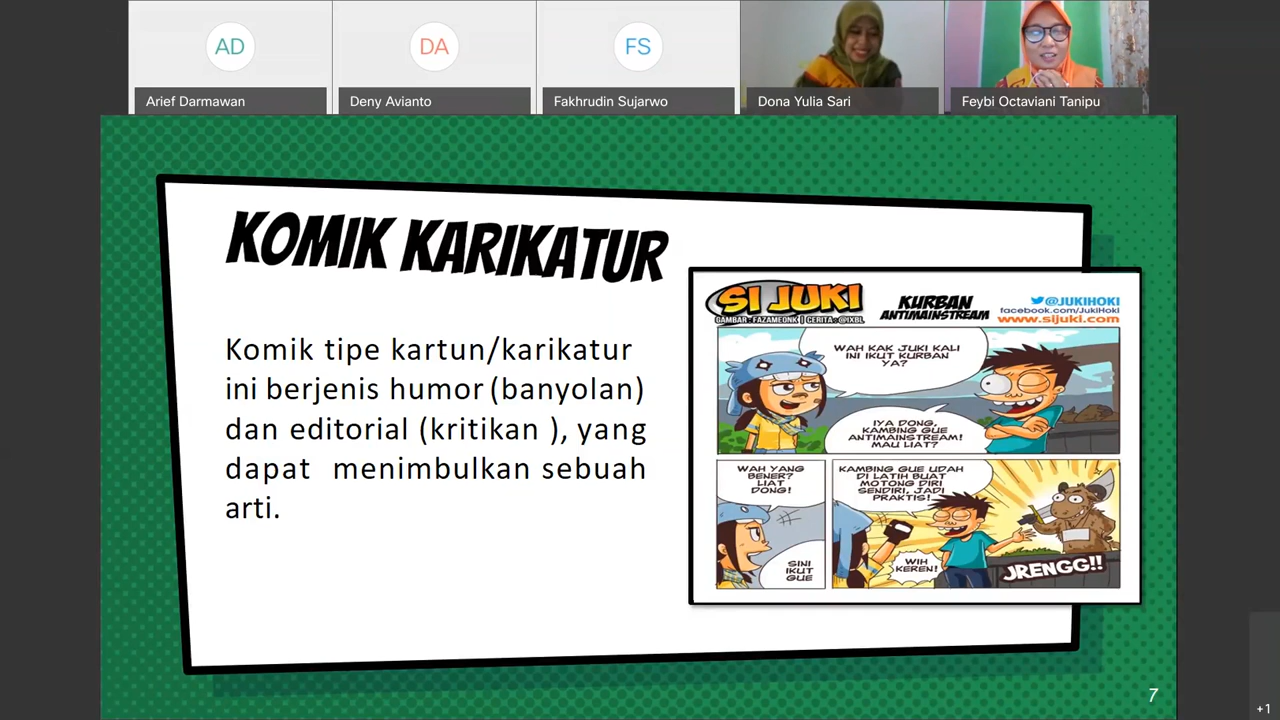 AD
DA
FS
Arief Darmawan
Deny Avianto
Fakhrudin Sujarwo
Dona Yulia Sari
Feybi Octaviani Tanipu
KOMIK KARIKATUR
Komik tipe kartun/karikatur
ini berjenis humor (banyolan)
dan editorial (kritikan ), yang
dapat menimbulkan sebuah
arti.
SI JUKI
GAMBAR - FAZAMEONK | CERITA : @IXBL
KURBAN
ANTIMAINSTREAM
@JUKIHOKI
facebook.com/JukiHoki
www.sijuki.com
WAH KAK JUKI KALI
INI IKUT KURBAN
YA?
IYA DONG,
KAMBING GUE
ANTIMAINSTREAM!
MAU LIAT?
WAH YANG
BENER?
LIAT
DONG!
SINI
IKUT
GUE
KAMBING GUE UDAH
DI LATIH BUAT
MOTONG DIRI
SENDIRI, JADI
PRAKTIS!
WIH
KEREN!
JRENGG!!
7
+1